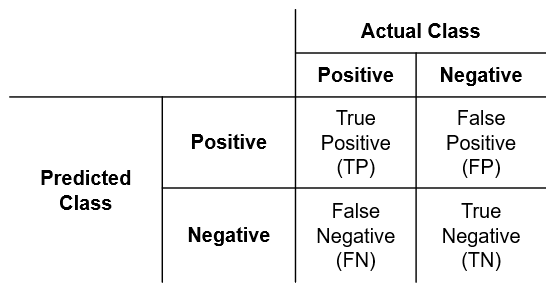 Actual Class
Positive Negative
Predicted
Class
Positive
True
Positive
(TP)
False
Positive
(FP)
Negative
False
Negative
(FN)
True
Negative
(TN)